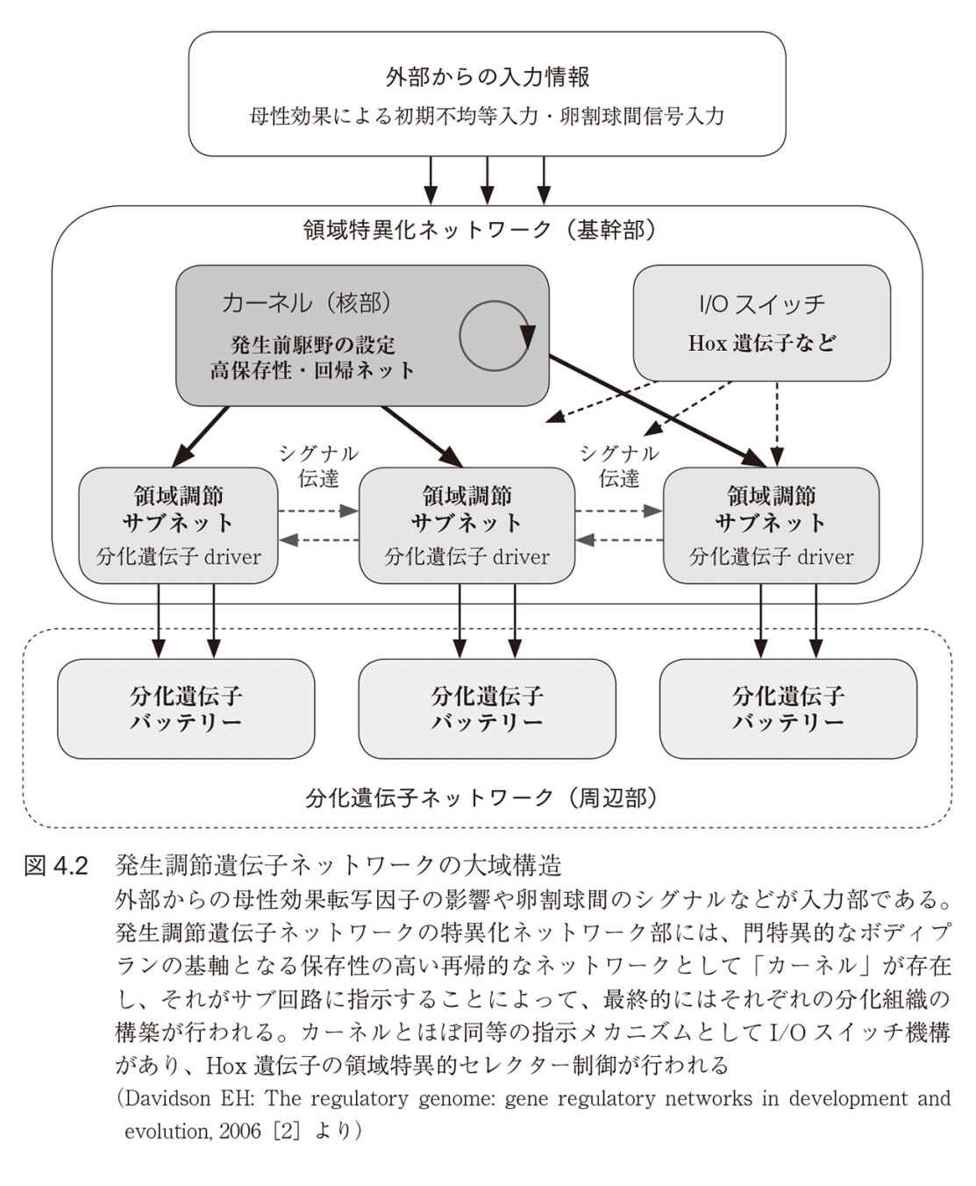 外部からの入力情報
母性効果による初期不均等入力・卵割球間信号入力
領域特異化ネットワーク（基幹部）
カーネル（核部）
発生前駆野の設定
高保存性・回帰ネット
I/O スイッチ
Hox 遺伝子など
シグナル
伝達
シグナル
伝達
領域調節
サブネット
分化遺伝子 driver
領域調節
サブネット
分化遺伝子 driver
領域調節
サブネット
分化遺伝子 driver
分化遺伝子
バッテリー
分化遺伝子
バッテリー
分化遺伝子
バッテリー
分化遺伝子ネットワーク（周辺部）
図 4.2 発生調節遺伝子ネットワークの大域構造
外部からの母性効果転写因子の影響や卵割球間のシグナルなどが入力部である。
発生調節遺伝子ネットワークの特異化ネットワーク部には、門特異的なボディプ
ランの基軸となる保存性の高い再帰的なネットワークとして「カーネル」が存在
し、それがサブ回路に指示することによって、最終的にはそれぞれの分化組織の
構築が行われる。カーネルとほぼ同等の指示メカニズムとして I/O スイッチ機構
があり、Hox 遺伝子の領域特異的セレクター制御が行われる
（Davidson EH: The regulatory genome: gene regulatory networks in development and
evolution, 2006［2］より）